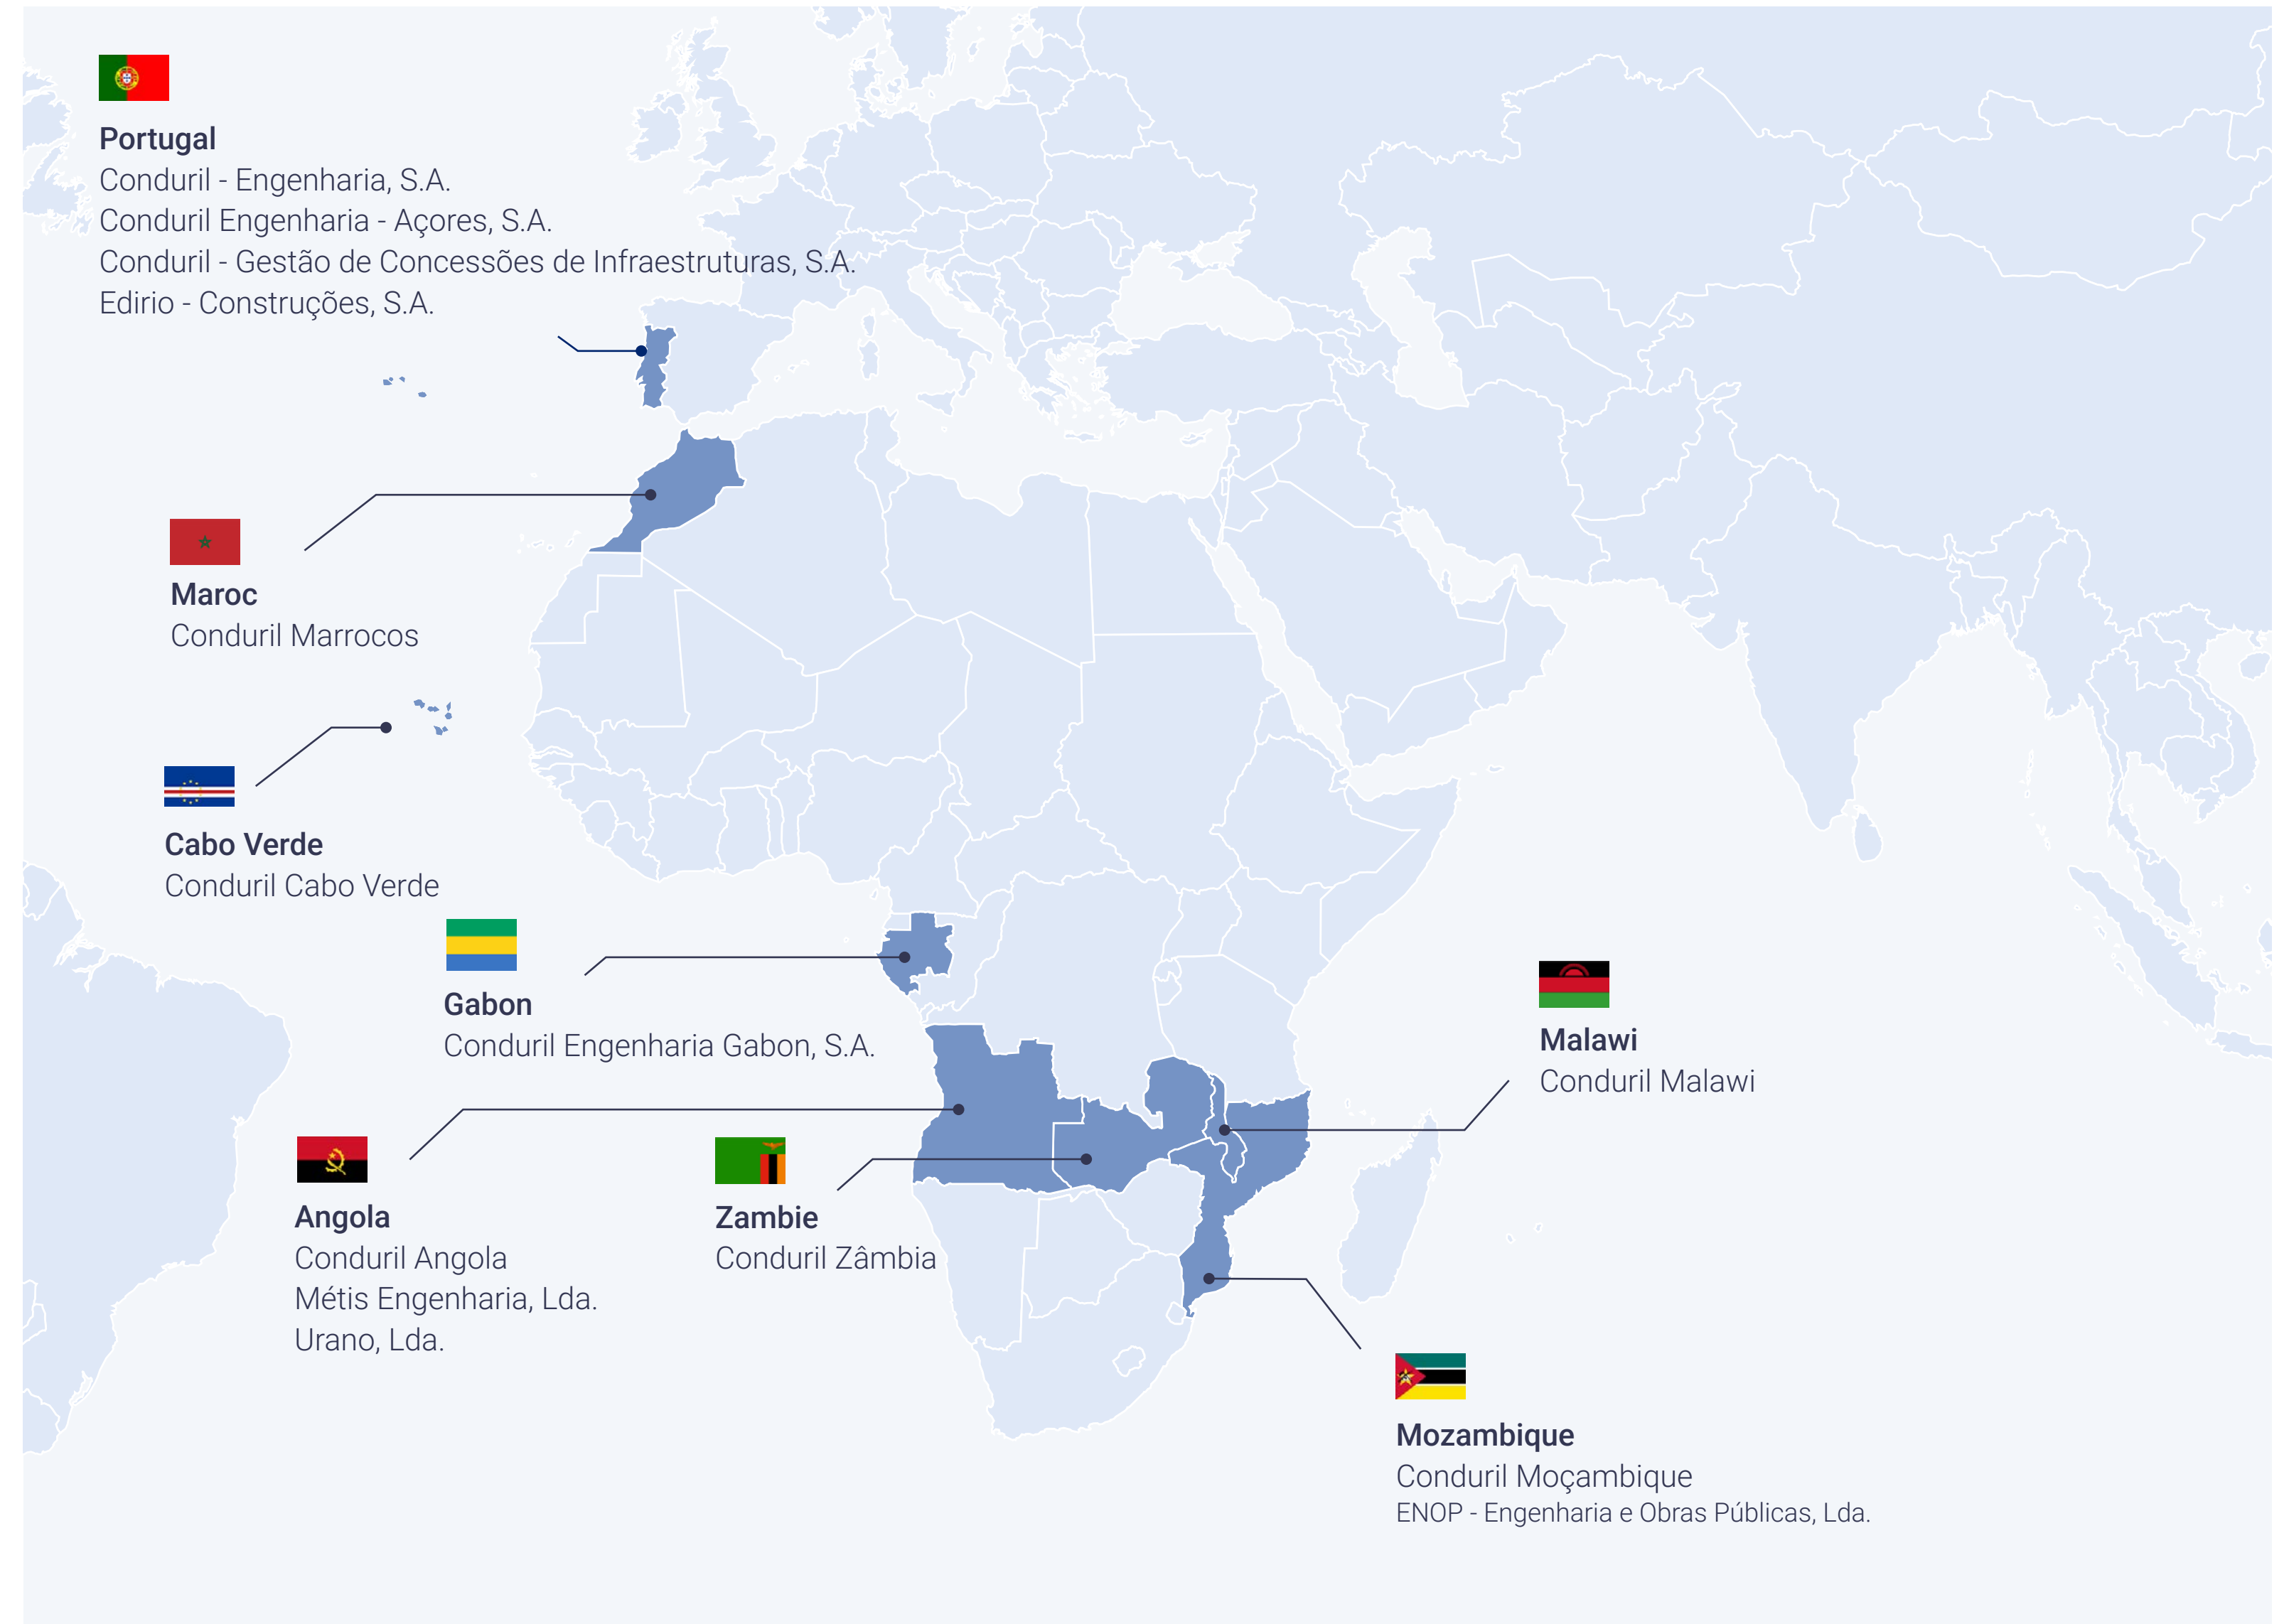 Portugal
Conduril - Engenharia, S.A.
Conduril Engenharia - Açores, S.A.
Conduril - Gestão de Concessões de Infraestruturas, S.A.
Edirio - Construções, S.A.
Maroc
Conduril Marrocos
Cabo Verde
Conduril Cabo Verde
Gabon
Conduril Engenharia Gabon, S.A.
Malawi
Conduril Malawi
Angola
Conduril Angola
Métis Engenharia, Lda.
Urano, Lda.
Zambie
Conduril Zâmbia
Mozambique
Conduril Moçambique
ENOP - Engenharia e Obras Públicas, Lda.